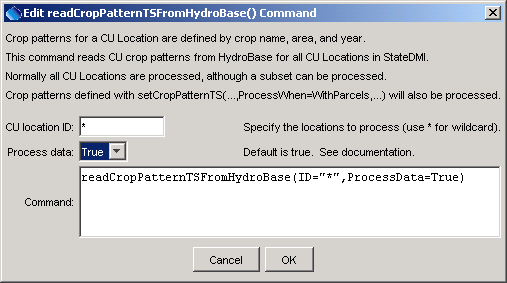 Edit readCropPatternTSFromHydroBase() Command
Crop patterns for a CU Location are defined by crop name, area, and year.
This command reads CU crop patterns from HydroBase for all CU Locations in StateDMI.
Normally all CU Locations are processed, although a subset can be processed.
Crop patterns defined with setCropPatternTS(...,ProcessWhen=WithParcels,...) will also be processed.
CU location ID: * Specify the locations to process (use * for wildcard).
Process data: True Default is true. See documentation.
Command: readCropPatternTSFromHydroBase(ID="*",ProcessData=True)
Cancel OK